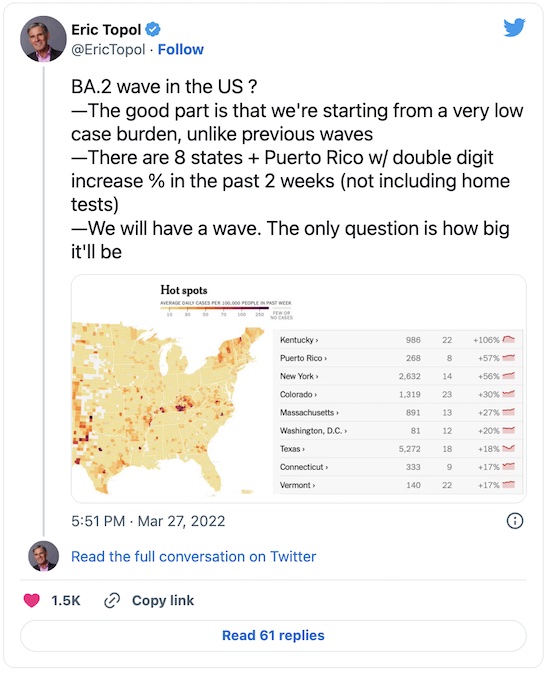 Eric Topol
@EricTopol · Follow
BA.2 wave in the US ?
—The good part is that we're starting from a very low
case burden, unlike previous waves
—There are 8 states + Puerto Rico w/ double digit
increase % in the past 2 weeks (not including home
tests)
—We will have a wave. The only question is how big
it'll be
Hot spots
AVERAGE DAILY CASES PER 100,000 PEOPLE IN PAST WEEK
10 30 50 70 100 250 FEW OR
NO CASES
Kentucky › 986 22 +106%
Puerto Rico › 268 8 +57%
New York › 2,632 14 +56%
Colorado › 1,319 23 +30%
Massachusetts › 891 13 +27%
Washington, D.C. › 81 12 +20%
Texas › 5,272 18 +18%
Connecticut › 333 9 +17%
Vermont › 140 22 +17%
5:51 PM · Mar 27, 2022
Read the full conversation on Twitter
1.5K Copy link
Read 61 replies